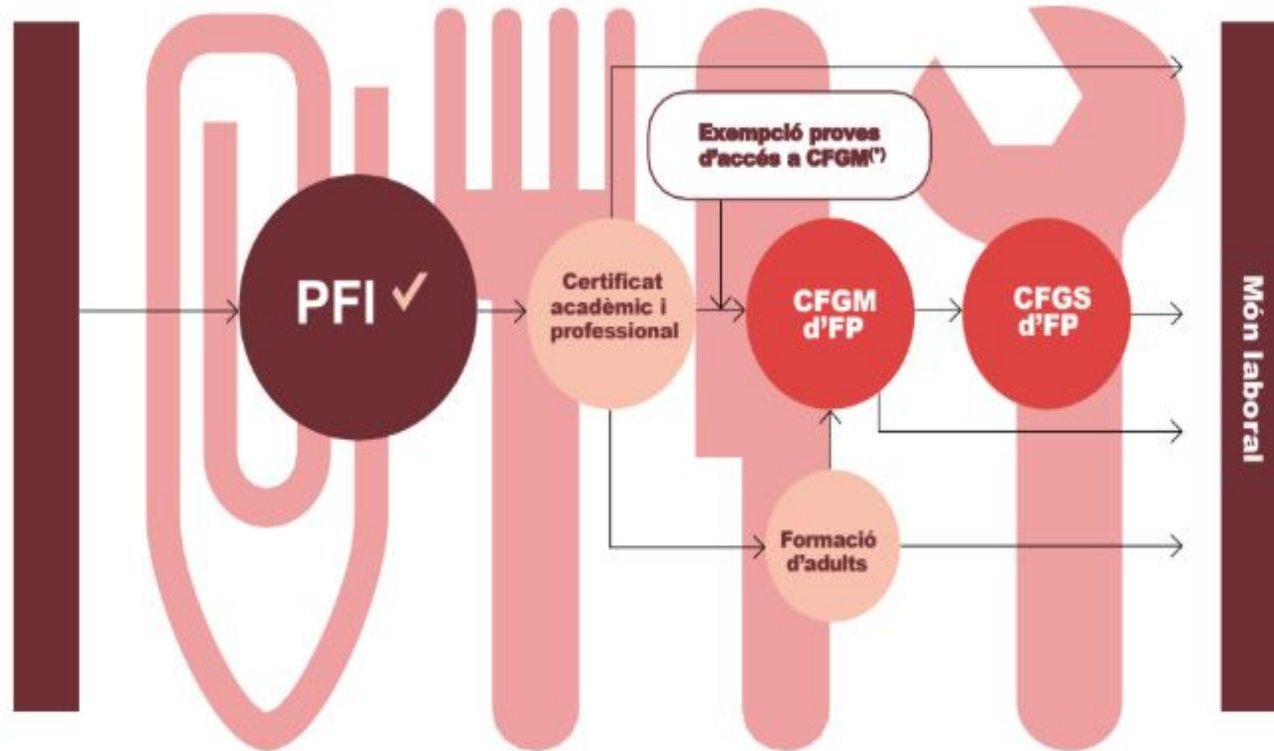 Exempció proves
d'accés a CFGM(*)
PFI ✓
Certificat
acadèmic i
professional
CFGM
d'FP
CFGS
d'FP
Formació
d'adults
Món laboral